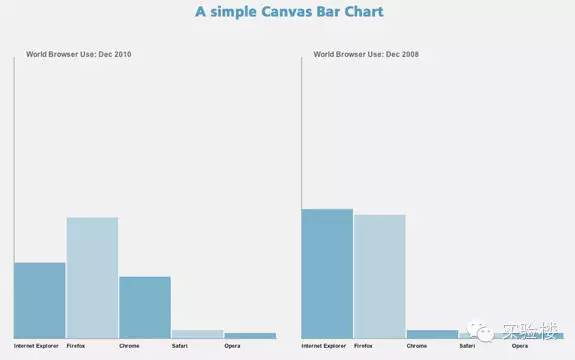 A simple Canvas Bar Chart
World Browser Use: Dec 2010
World Browser Use: Dec 2008
Internet Explorer Firefox Chrome Safari Opera
Internet Explorer Firefox Chrome Safari Opera
实验楼